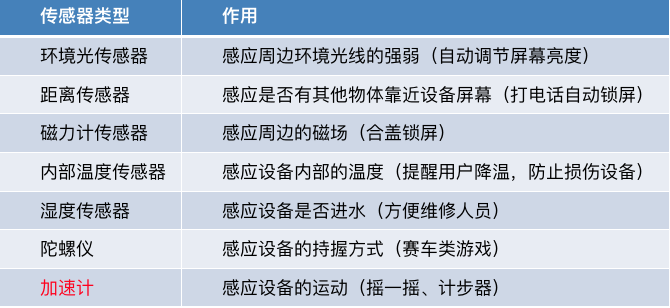 传感器类型 作用
环境光传感器 感应周边环境光线的强弱（自动调节屏幕亮度）
距离传感器 感应是否有其他物体靠近设备屏幕（打电话自动锁屏）
磁力计传感器 感应周边的磁场（合盖锁屏）
内部温度传感器 感应设备内部的温度（提醒用户降温，防止损伤设备）
湿度传感器 感应设备是否进水（方便维修人员）
陀螺仪 感应设备的持握方式（赛车类游戏）
加速计 感应设备的运动（摇一摇、计步器）